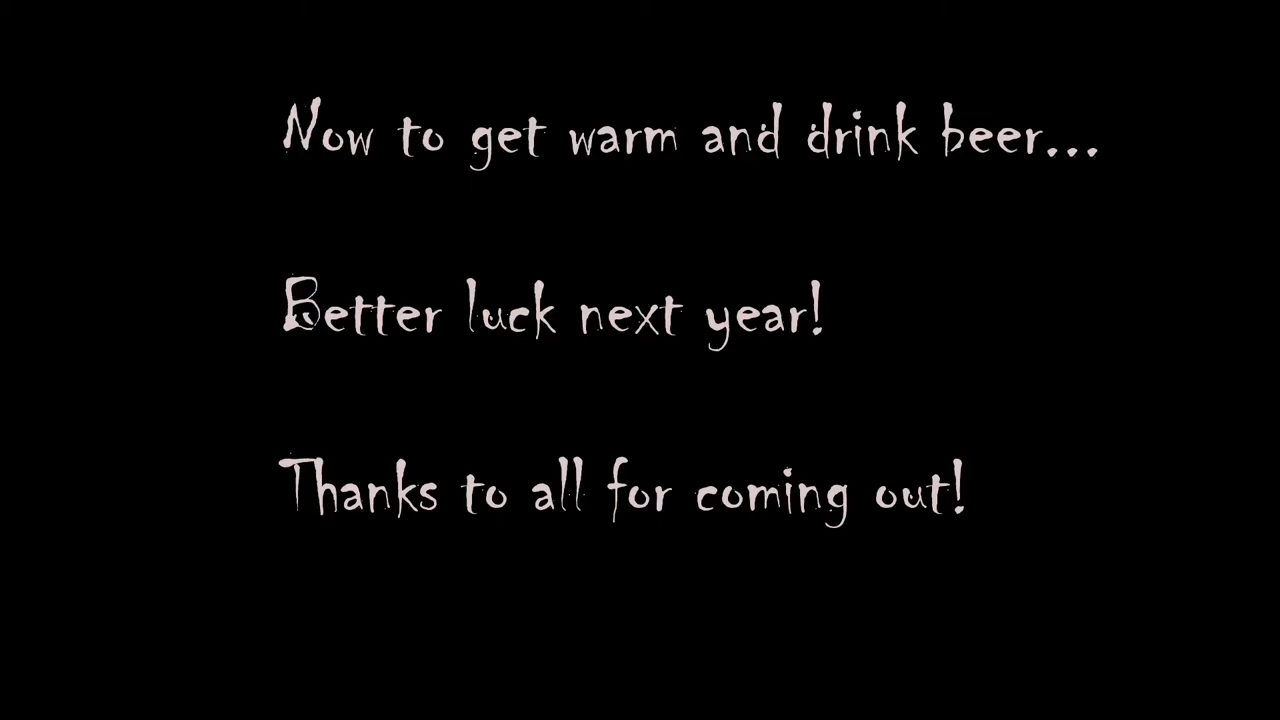 Now to get warm and drink beer...
Better luck next year!
Thanks to all for coming out!